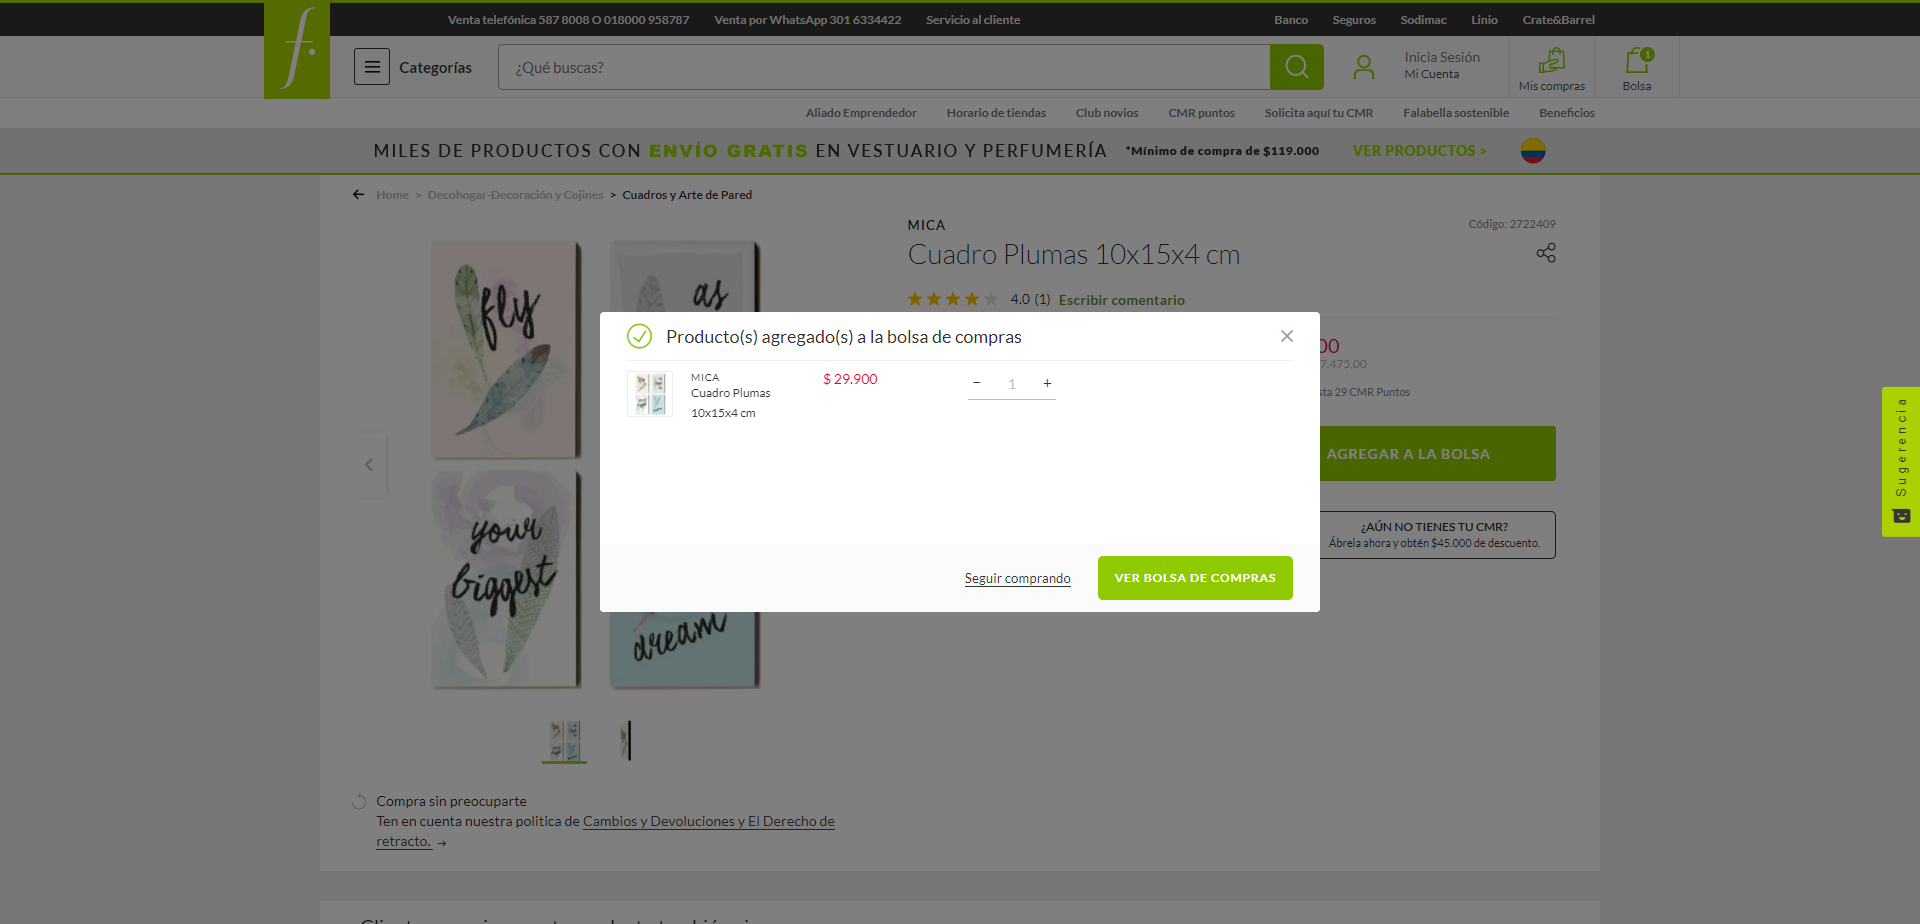 Venta telefónica 587 8008 O 018000 958787 Venta por WhatsApp 301 6334422 Servicio al cliente Banco Seguros Sodimac Linio Crate&Barrel
f.
Categorías
¿Qué buscas?
Inicia Sesión
Mi Cuenta
Mis compras
1
Bolsa
Aliado Emprendedor Horario de tiendas Club novios CMR puntos Solicita aquí tu CMR Falabella sostenible Beneficios
MILES DE PRODUCTOS CON ENVÍO GRATIS EN VESTUARIO Y PERFUMERÍA *Mínimo de compra de $119.000 VER PRODUCTOS >
Home > Decohogar-Decoración y Cojines > Cuadros y Arte de Pared
MICA
Código: 2722409
Cuadro Plumas 10x15x4 cm
4.0 (1) Escribir comentario
fly
as
your
biggest
dream
Producto(s) agregado(s) a la bolsa de compras
MICA
Cuadro Plumas
10x15x4 cm
$ 29.900
− 1 +
Seguir comprando
VER BOLSA DE COMPRAS
00
7.475,00
sta 29 CMR Puntos
AGREGAR A LA BOLSA
¿AÚN NO TIENES TU CMR?
Ábrela ahora y obtén $45.000 de descuento.
Sugerencia
Compra sin preocuparte
Ten en cuenta nuestra politica de Cambios y Devoluciones y El Derecho de
retracto. →